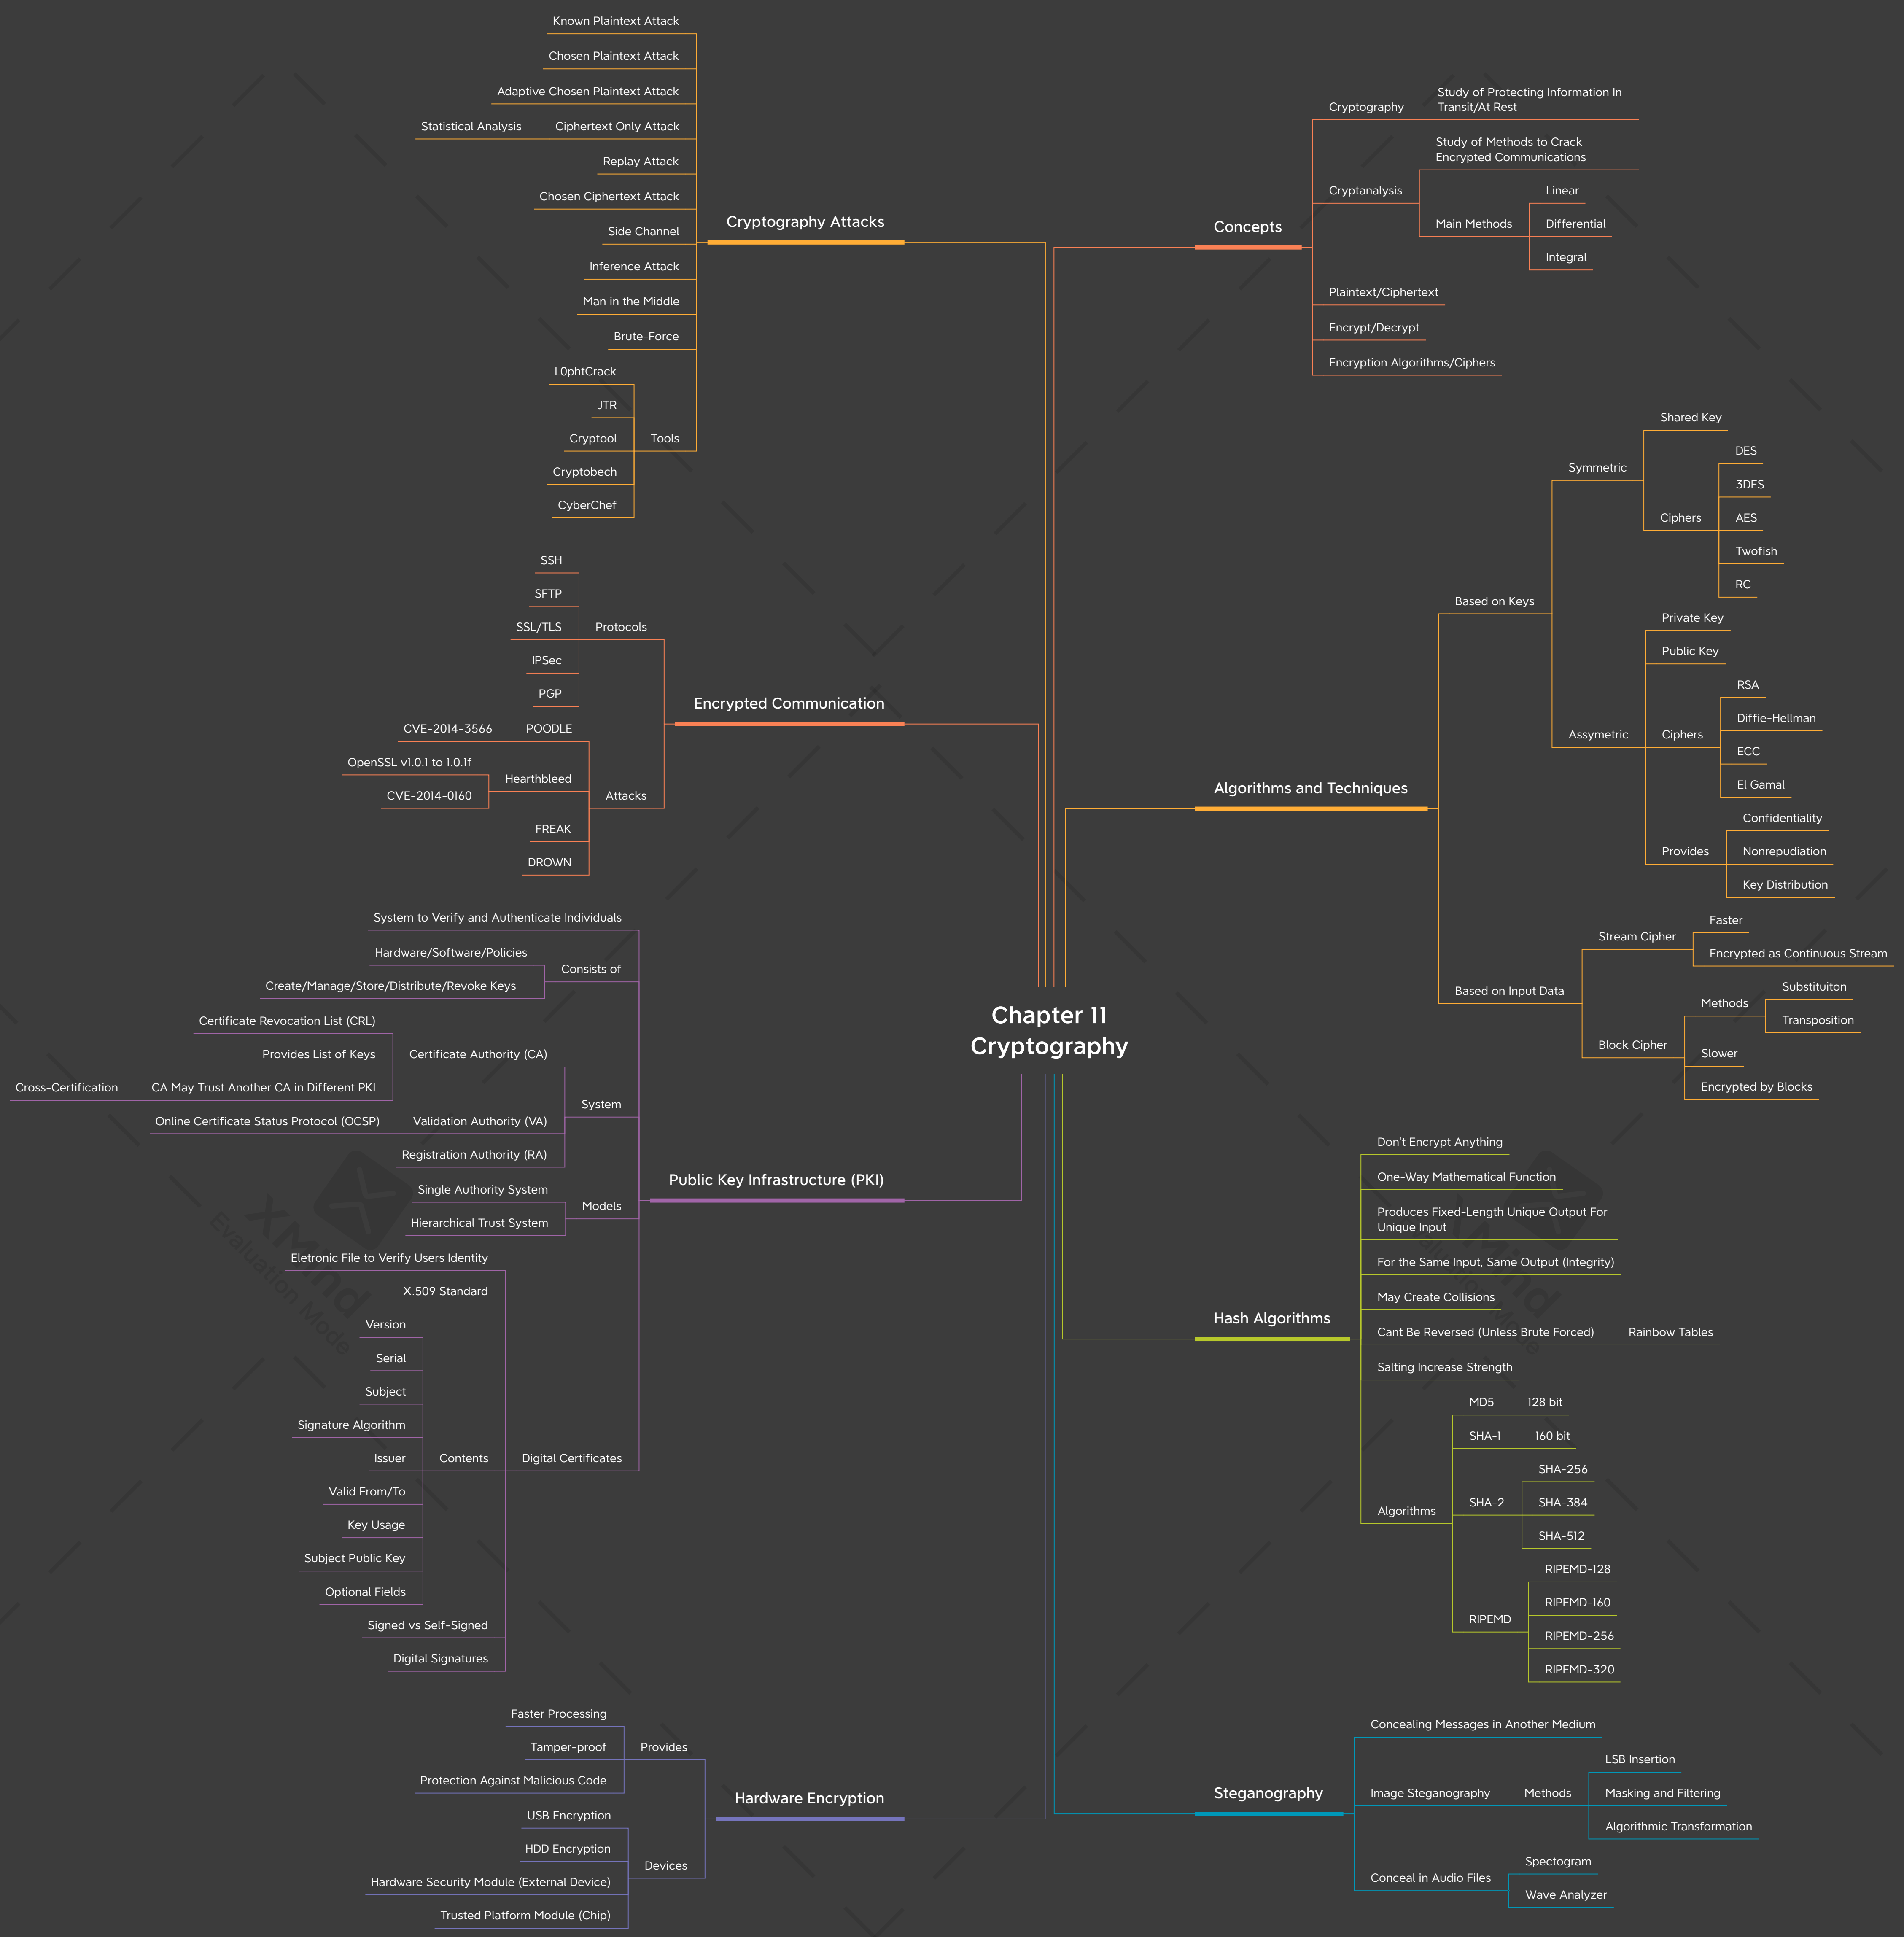 Chapter 11
Cryptography
Concepts
Cryptography
Study of Protecting Information In
Transit/At Rest
Cryptanalysis
Study of Methods to Crack
Encrypted Communications
Main Methods
Linear
Differential
Integral
Plaintext/Ciphertext
Encrypt/Decrypt
Encryption Algorithms/Ciphers
Algorithms and Techniques
Based on Keys
Symmetric
Shared Key
Ciphers
DES
3DES
AES
Twofish
RC
Assymetric
Private Key
Public Key
Ciphers
RSA
Diffie-Hellman
ECC
El Gamal
Provides
Confidentiality
Nonrepudiation
Key Distribution
Based on Input Data
Stream Cipher
Faster
Encrypted as Continuous Stream
Block Cipher
Methods
Substituiton
Transposition
Slower
Encrypted by Blocks
Hash Algorithms
Don't Encrypt Anything
One-Way Mathematical Function
Produces Fixed-Length Unique Output For
Unique Input
For the Same Input, Same Output (Integrity)
May Create Collisions
Cant Be Reversed (Unless Brute Forced)
Rainbow Tables
Salting Increase Strength
Algorithms
MD5
128 bit
SHA-1
160 bit
SHA-2
SHA-256
SHA-384
SHA-512
RIPEMD
RIPEMD-128
RIPEMD-160
RIPEMD-256
RIPEMD-320
Steganography
Concealing Messages in Another Medium
Image Steganography
Methods
LSB Insertion
Masking and Filtering
Algorithmic Transformation
Conceal in Audio Files
Spectogram
Wave Analyzer
Cryptography Attacks
Known Plaintext Attack
Chosen Plaintext Attack
Adaptive Chosen Plaintext Attack
Ciphertext Only Attack
Statistical Analysis
Replay Attack
Chosen Ciphertext Attack
Side Channel
Inference Attack
Man in the Middle
Brute-Force
Tools
L0phtCrack
JTR
Cryptool
Cryptobech
CyberChef
Encrypted Communication
Protocols
SSH
SFTP
SSL/TLS
IPSec
PGP
Attacks
POODLE
CVE-2014-3566
Hearthbleed
OpenSSL v1.0.1 to 1.0.1f
CVE-2014-0160
FREAK
DROWN
Public Key Infrastructure (PKI)
System to Verify and Authenticate Individuals
Consists of
Hardware/Software/Policies
Create/Manage/Store/Distribute/Revoke Keys
System
Certificate Authority (CA)
Certificate Revocation List (CRL)
Provides List of Keys
CA May Trust Another CA in Different PKI
Cross-Certification
Validation Authority (VA)
Online Certificate Status Protocol (OCSP)
Registration Authority (RA)
Models
Single Authority System
Hierarchical Trust System
Digital Certificates
Eletronic File to Verify Users Identity
X.509 Standard
Contents
Version
Serial
Subject
Signature Algorithm
Issuer
Valid From/To
Key Usage
Subject Public Key
Optional Fields
Signed vs Self-Signed
Digital Signatures
Hardware Encryption
Provides
Faster Processing
Tamper-proof
Protection Against Malicious Code
Devices
USB Encryption
HDD Encryption
Hardware Security Module (External Device)
Trusted Platform Module (Chip)
XMind
Evaluation Mode
XMind
Evaluation Mode